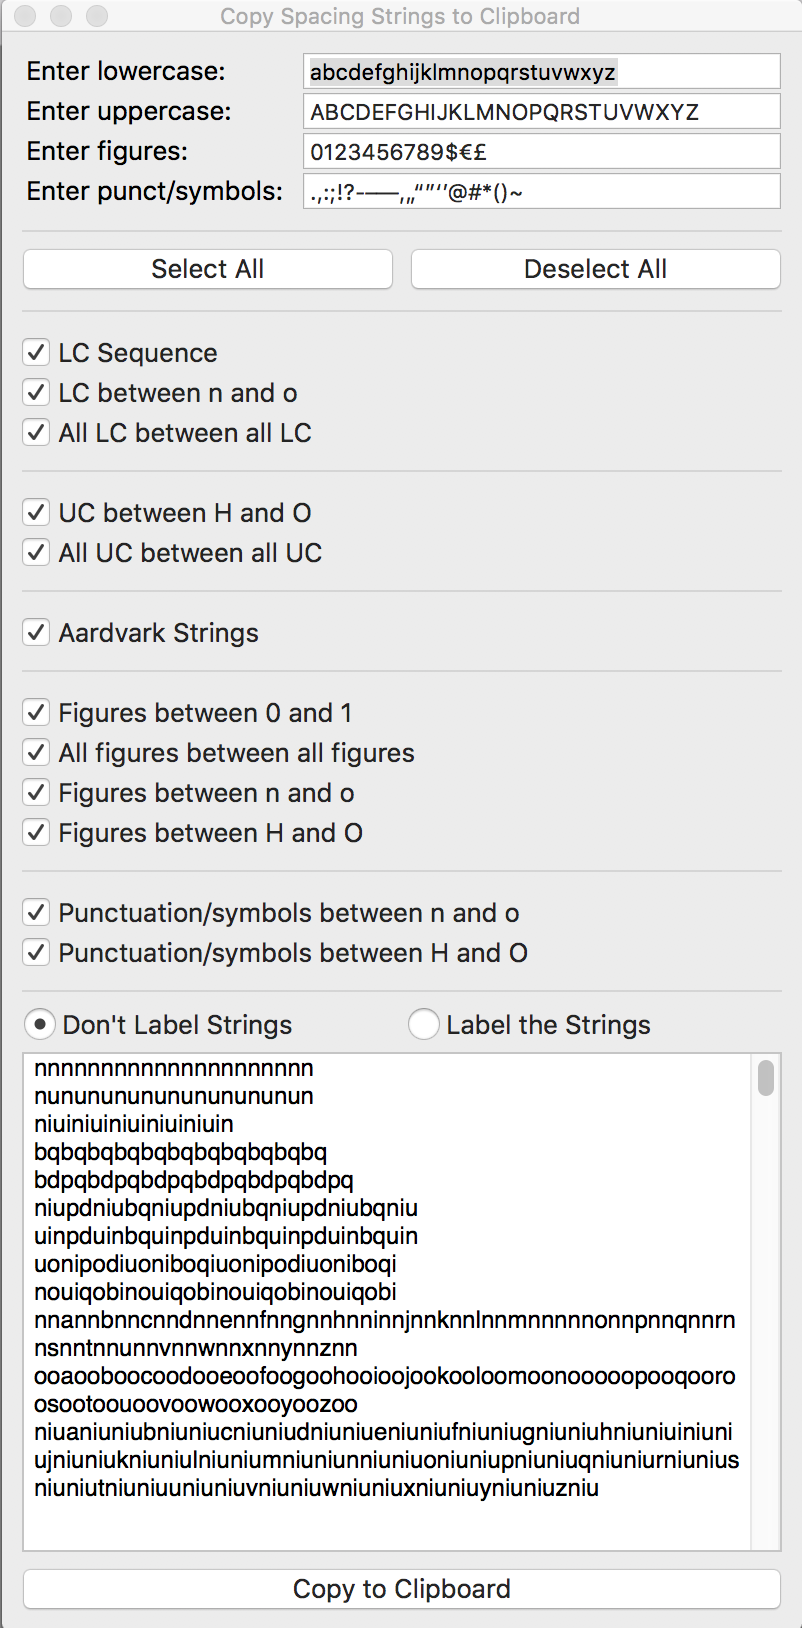 Copy Spacing Strings to Clipboard
Enter lowercase: abcdefghijklmnopqrstuvwxyz
Enter uppercase: ABCDEFGHIJKLMNOPQRSTUVWXYZ
Enter figures: 0123456789$€£
Enter punct/symbols: .,:;!?-–—‚„“”‘’@#*()~
Select All Deselect All
LC Sequence
LC between n and o
All LC between all LC
UC between H and O
All UC between all UC
Aardvark Strings
Figures between 0 and 1
All figures between all figures
Figures between n and o
Figures between H and O
Punctuation/symbols between n and o
Punctuation/symbols between H and O
Don't Label Strings Label the Strings
nnnnnnnnnnnnnnnnnnnnn
nunununununununununun
niuiniuiniuiniuiniuin
bqbqbqbqbqbqbqbqbqbqbq
bdpqbdpqbdpqbdpqbdpqbdpq
niupdniubqniupdniubqniupdniubqniu
uinpduinbquinpduinbquinpduinbquin
uonipodiuoniboqiuonipodiuoniboqi
nouiqobinouiqobinouiqobinouiqobi
nnannbnncnndnnennfnngnnhnninnjnnknnlnnmnnnnnonnpnnqnnrn
nsnntnnunnvnnwnnxnnynnznn
ooaooboocoodooeoofoogoohooioojookooloomoonooooopooqooro
osootoouoovoowooxooyoozoo
niuaniuniubniuniucniuniudniuniueniuniufniuniugniuniuhniuniuiniuni
ujniuniukniuniulniuniumniuniunniuniuoniuniupniuniuqniuniurniunius
niuniutniuniuuniuniuvniuniuwniuniuxniuniuyniuniuzniu
Copy to Clipboard